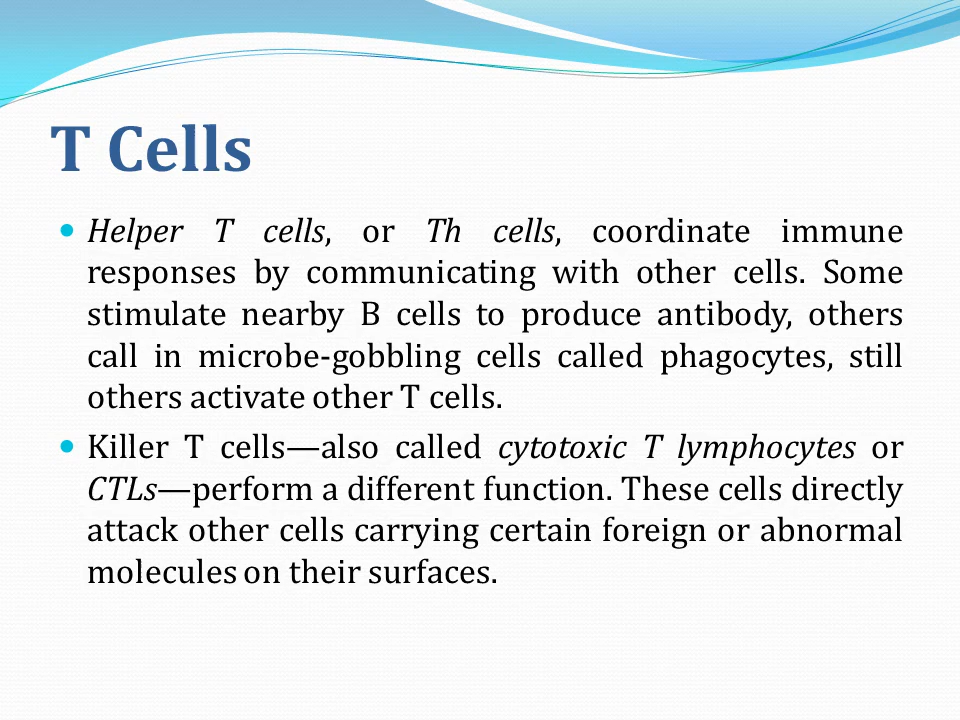 T Cells
Helper T cells, or Th cells, coordinate immune
responses by communicating with other cells. Some
stimulate nearby B cells to produce antibody, others
call in microbe-gobbling cells called phagocytes, still
others activate other T cells.
Killer T cells—also called cytotoxic T lymphocytes or
CTLs—perform a different function. These cells directly
attack other cells carrying certain foreign or abnormal
molecules on their surfaces.